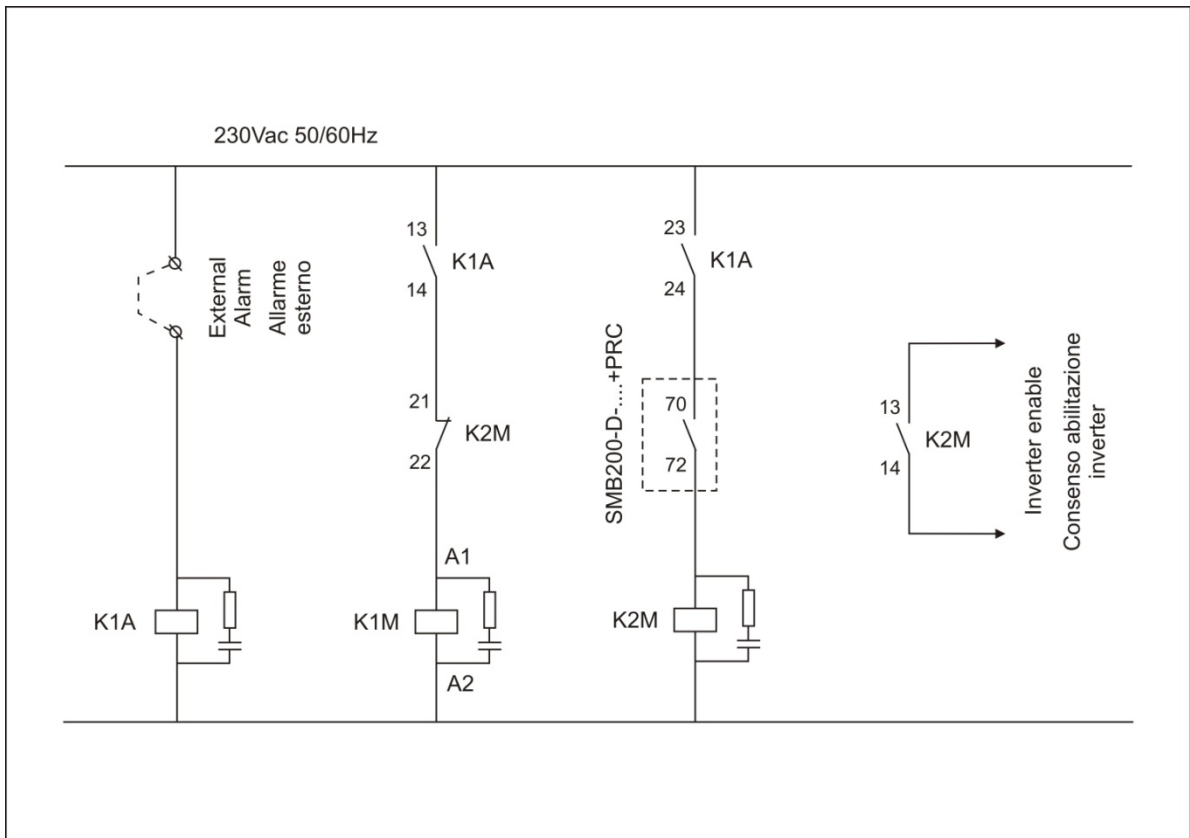 230Vac 50/60Hz
External
Alarm
Allarme
esterno
K1A
13
K1A
14
21
K2M
22
A1
K1M
A2
23
K1A
24
SMB200-D-....+PRC
70
72
K2M
13
K2M
14
Inverter enable
Consenso abilitazione
inverter